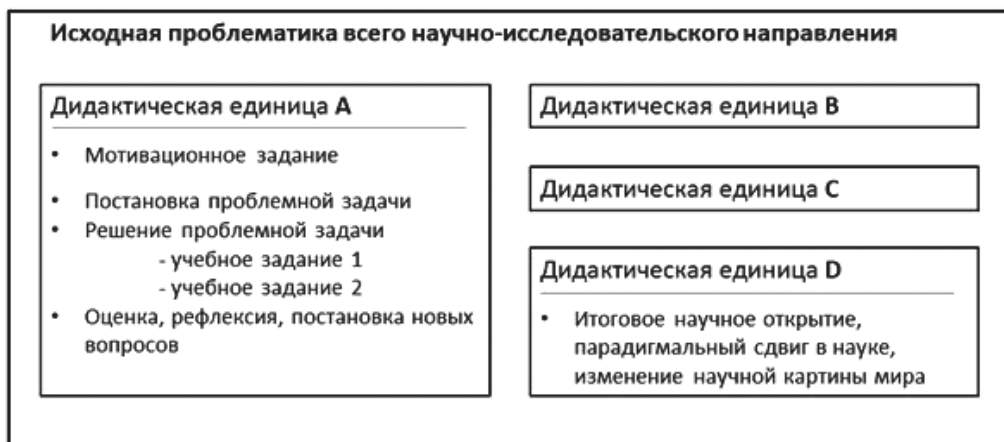 Исходная проблематика всего научно-исследовательского направления
Дидактическая единица А
• Мотивационное задание
• Постановка проблемной задачи
• Решение проблемной задачи
- учебное задание 1
- учебное задание 2
• Оценка, рефлексия, постановка новых
вопросов
Дидактическая единица B
Дидактическая единица C
Дидактическая единица D
• Итоговое научное открытие,
парадигмальный сдвиг в науке,
изменение научной картины мира